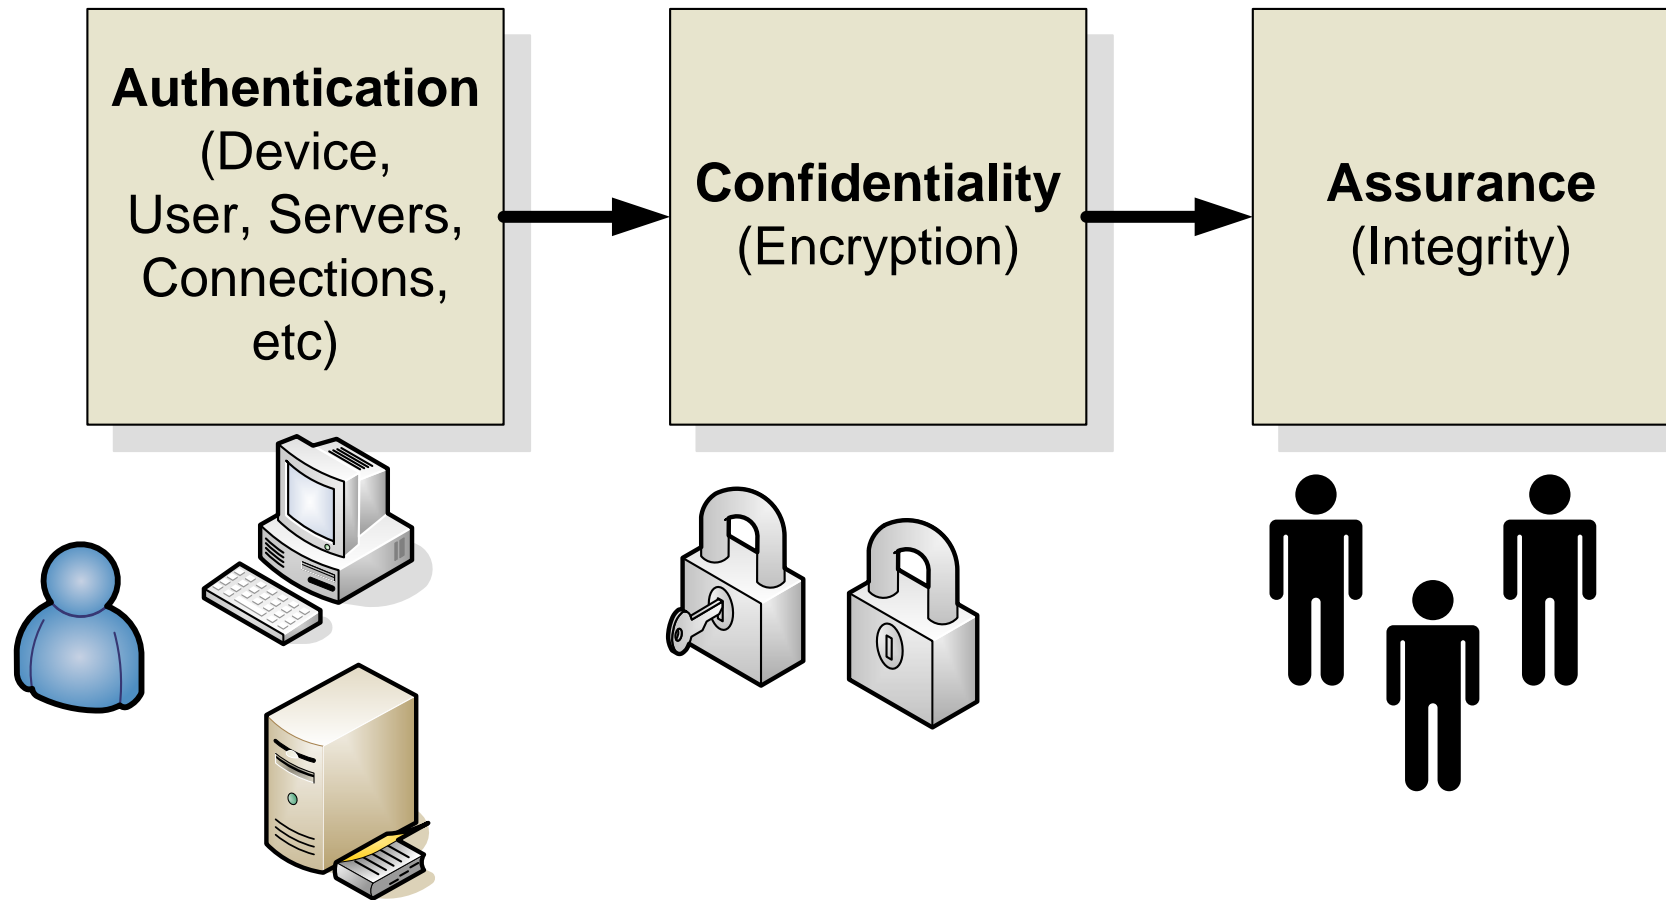 Authentication
(Device,
User, Servers,
Connections,
etc)
Confidentiality
(Encryption)
Assurance
(Integrity)